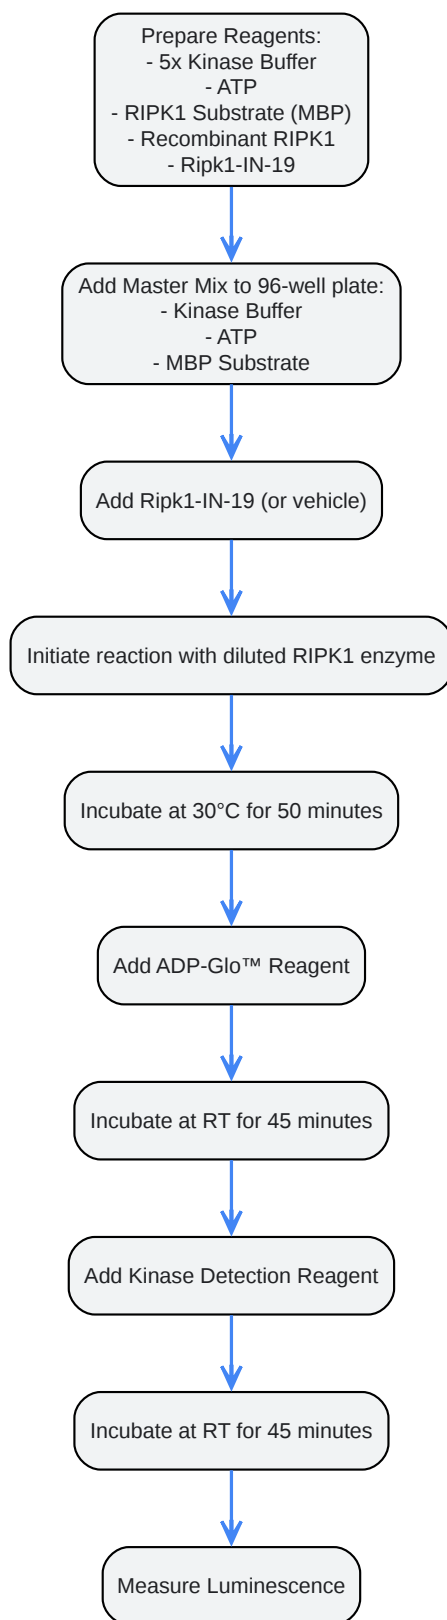 Prepare Reagents:
- 5x Kinase Buffer
- ATP
- RIPK1 Substrate (MBP)
- Recombinant RIPK1
- Ripk1-IN-19
Add Master Mix to 96-well plate:
- Kinase Buffer
- ATP
- MBP Substrate
Add Ripk1-IN-19 (or vehicle)
Initiate reaction with diluted RIPK1 enzyme
Incubate at 30°C for 50 minutes
Add ADP-Glo™ Reagent
Incubate at RT for 45 minutes
Add Kinase Detection Reagent
Incubate at RT for 45 minutes
Measure Luminescence